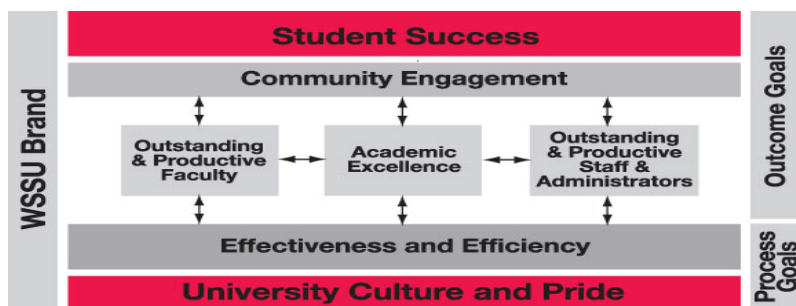 Student Success
Community Engagement
WSSU Brand
Outcome Goals
Outstanding
& Productive
Faculty
Academic
Excellence
Outstanding
& Productive
Staff &
Administrators
Effectiveness and Efficiency
University Culture and Pride
Process
Goals